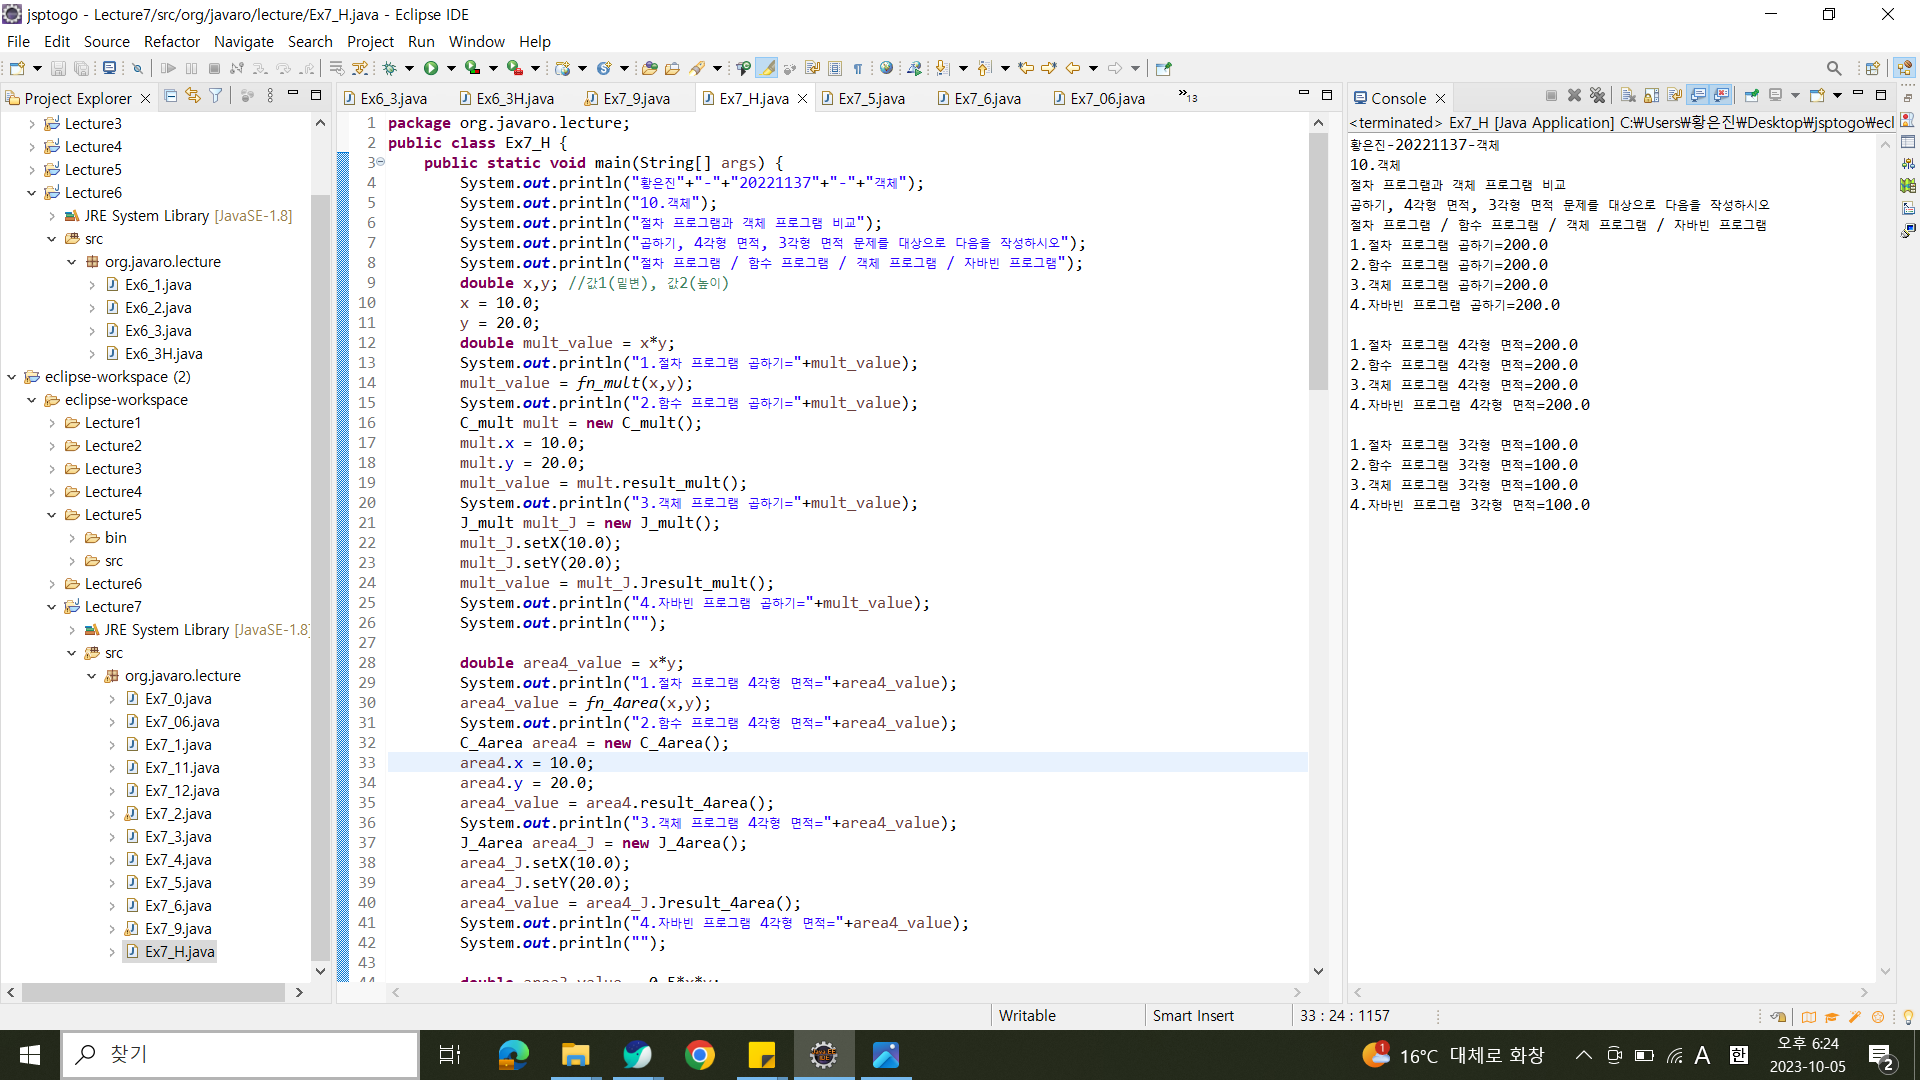 jsptogo - Lecture7/src/org/javaro/lecture/Ex7_H.java - Eclipse IDE
File Edit Source Refactor Navigate Search Project Run Window Help
Project Explorer
Lecture3
Lecture4
Lecture5
Lecture6
JRE System Library [JavaSE-1.8]
src
org.javaro.lecture
Ex6_1.java
Ex6_2.java
Ex6_3.java
Ex6_3H.java
eclipse-workspace (2)
eclipse-workspace
Lecture1
Lecture2
Lecture3
Lecture4
Lecture5
bin
src
Lecture6
Lecture7
JRE System Library [JavaSE-1.8]
src
org.javaro.lecture
Ex7_0.java
Ex7_06.java
Ex7_1.java
Ex7_11.java
Ex7_12.java
Ex7_2.java
Ex7_3.java
Ex7_4.java
Ex7_5.java
Ex7_6.java
Ex7_9.java
Ex7_H.java
Ex6_3.java Ex6_3H.java Ex7_9.java Ex7_H.java Ex7_5.java Ex7_6.java Ex7_06.java »13
1 package org.javaro.lecture;
2 public class Ex7_H {
3 public static void main(String[] args) {
4 System.out.println("황은진"+"-"+"20221137"+"-"+"객체");
5 System.out.println("10.객체");
6 System.out.println("절차 프로그램과 객체 프로그램 비교");
7 System.out.println("곱하기, 4각형 면적, 3각형 면적 문제를 대상으로 다음을 작성하시오");
8 System.out.println("절차 프로그램 / 함수 프로그램 / 객체 프로그램 / 자바빈 프로그램");
9 double x,y; //값1(밑변), 값2(높이)
10 x = 10.0;
11 y = 20.0;
12 double mult_value = x*y;
13 System.out.println("1.절차 프로그램 곱하기="+mult_value);
14 mult_value = fn_mult(x,y);
15 System.out.println("2.함수 프로그램 곱하기="+mult_value);
16 C_mult mult = new C_mult();
17 mult.x = 10.0;
18 mult.y = 20.0;
19 mult_value = mult.result_mult();
20 System.out.println("3.객체 프로그램 곱하기="+mult_value);
21 J_mult mult_J = new J_mult();
22 mult_J.setX(10.0);
23 mult_J.setY(20.0);
24 mult_value = mult_J.Jresult_mult();
25 System.out.println("4.자바빈 프로그램 곱하기="+mult_value);
26 System.out.println("");
27
28 double area4_value = x*y;
29 System.out.println("1.절차 프로그램 4각형 면적="+area4_value);
30 area4_value = fn_4area(x,y);
31 System.out.println("2.함수 프로그램 4각형 면적="+area4_value);
32 C_4area area4 = new C_4area();
33 area4.x = 10.0;
34 area4.y = 20.0;
35 area4_value = area4.result_4area();
36 System.out.println("3.객체 프로그램 4각형 면적="+area4_value);
37 J_4area area4_J = new J_4area();
38 area4_J.setX(10.0);
39 area4_J.setY(20.0);
40 area4_value = area4_J.Jresult_4area();
41 System.out.println("4.자바빈 프로그램 4각형 면적="+area4_value);
42 System.out.println("");
43
44 double area3_value = 0.5*x*y;
Console
<terminated> Ex7_H [Java Application] C:₩Users₩황은진₩Desktop₩jsptogo₩ecl
황은진-20221137-객체
10.객체
절차 프로그램과 객체 프로그램 비교
곱하기, 4각형 면적, 3각형 면적 문제를 대상으로 다음을 작성하시오
절차 프로그램 / 함수 프로그램 / 객체 프로그램 / 자바빈 프로그램
1.절차 프로그램 곱하기=200.0
2.함수 프로그램 곱하기=200.0
3.객체 프로그램 곱하기=200.0
4.자바빈 프로그램 곱하기=200.0
1.절차 프로그램 4각형 면적=200.0
2.함수 프로그램 4각형 면적=200.0
3.객체 프로그램 4각형 면적=200.0
4.자바빈 프로그램 4각형 면적=200.0
1.절차 프로그램 3각형 면적=100.0
2.함수 프로그램 3각형 면적=100.0
3.객체 프로그램 3각형 면적=100.0
4.자바빈 프로그램 3각형 면적=100.0
Writable Smart Insert 33 : 24 : 1157
찾기
1 16°C 대체로 화창 A 한 오후 6:24
2023-10-05 2